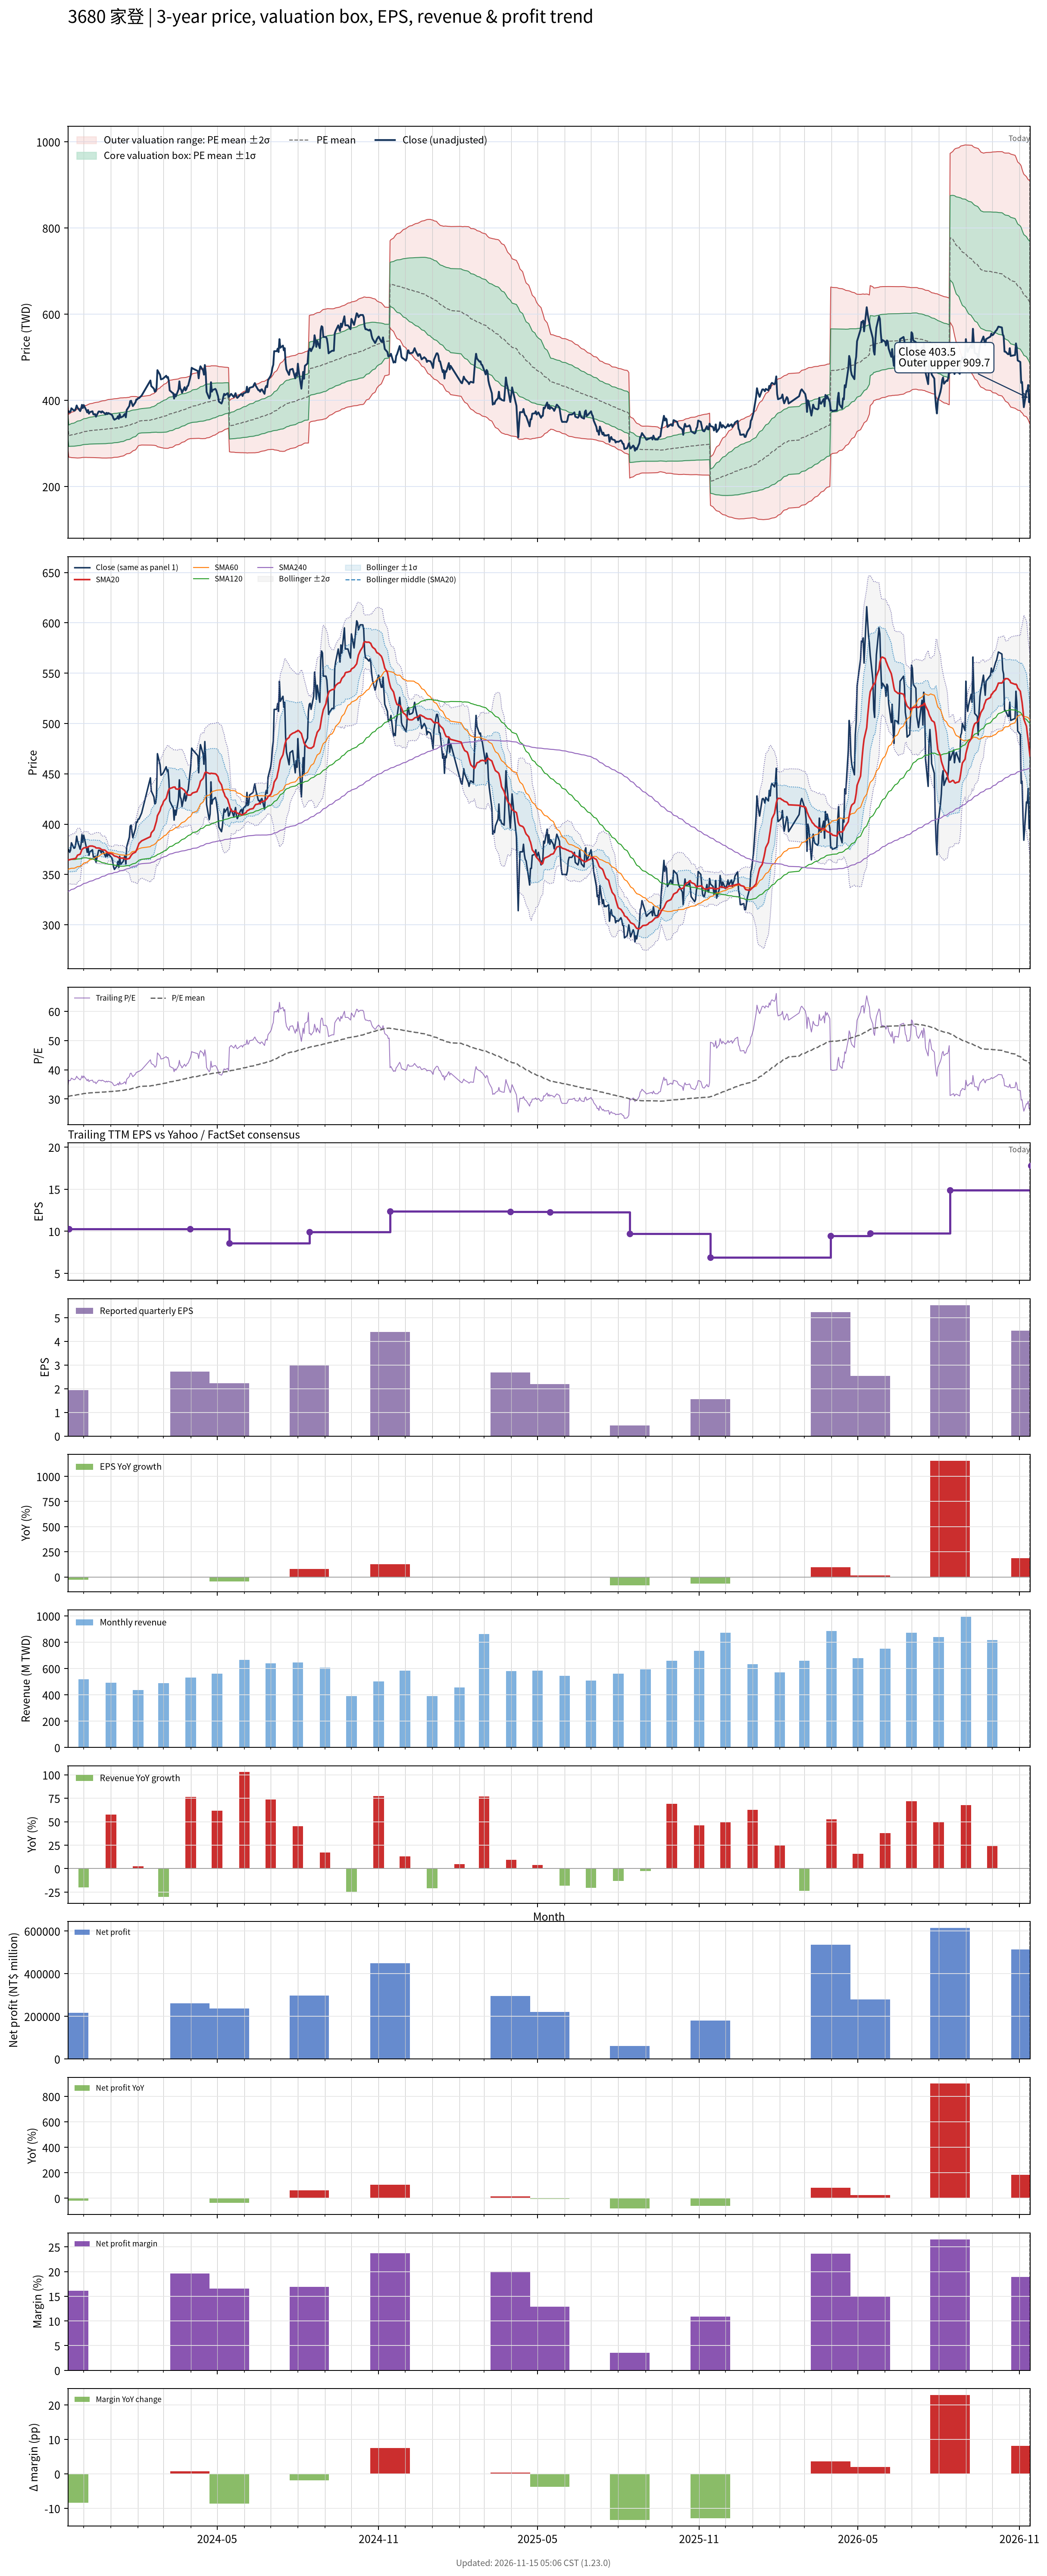 3680 家登 | 3-year price, valuation box, EPS, revenue & profit trend
Outer valuation range: PE mean ±2σ
PE mean
Close (unadjusted)
Core valuation box: PE mean ±1σ
Today
1000
800
600
400
200
Price (TWD)
Close 403.5
Outer upper 909.7
Close (same as panel 1)
SMA20
SMA60
SMA120
SMA240
Bollinger ±2σ
Bollinger ±1σ
Bollinger middle (SMA20)
650
600
550
500
450
400
350
300
Price
Trailing P/E
P/E mean
60
50
40
30
P/E
Trailing TTM EPS vs Yahoo / FactSet consensus
Today
20
15
10
5
EPS
Reported quarterly EPS
5
4
3
2
1
0
EPS
EPS YoY growth
1000
750
500
250
0
YoY (%)
Monthly revenue
1000
800
600
400
200
0
Revenue (M TWD)
Revenue YoY growth
100
75
50
25
0
-25
YoY (%)
Month
Net profit
600000
400000
200000
0
Net profit (NT$ million)
Net profit YoY
800
600
400
200
0
YoY (%)
Net profit margin
25
20
15
10
5
0
Margin (%)
Margin YoY change
20
10
0
-10
Δ margin (pp)
2024-05
2024-11
2025-05
2025-11
2026-05
2026-11
Updated: 2026-11-15 05:06 CST (1.23.0)